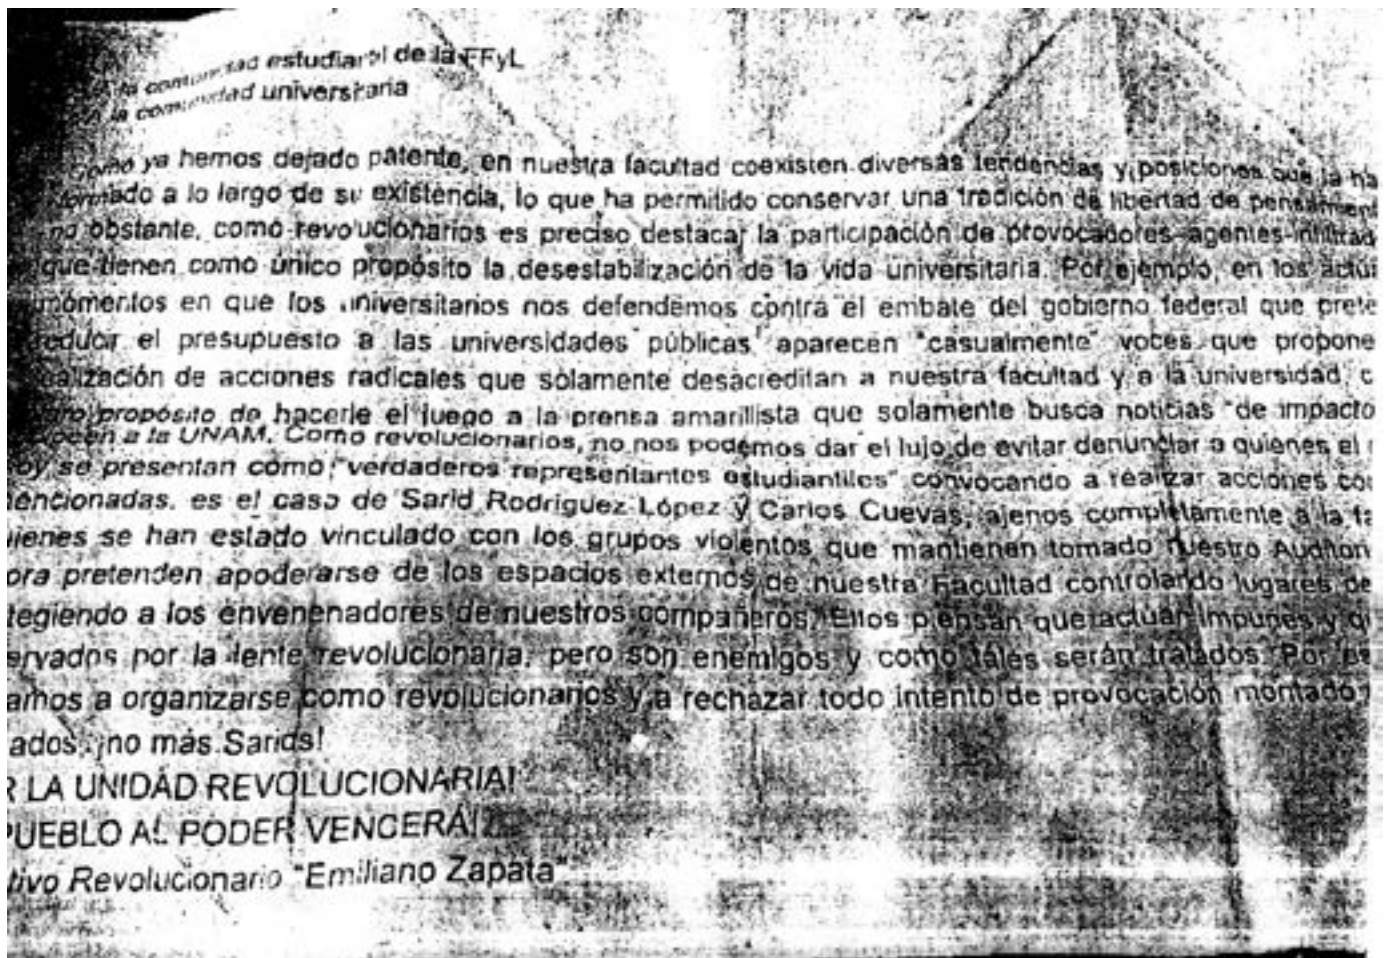 A la comunidad estudiantil de la FFyL
A la comunidad universitaria
Como ya hemos dejado patente, en nuestra facultad coexisten diversas tendencias y posiciones que la ha
formado a lo largo de su existencia, lo que ha permitido conservar una tradición de libertad de pensamient
no obstante, como revolucionarios es preciso destacar la participación de provocadores-agentes-infiltrad
que tienen como único propósito la desestabilización de la vida universitaria. Por ejemplo, en los actu
momentos en que los universitarios nos defendemos contra el embate del gobierno federal que prete
reducir el presupuesto a las universidades públicas aparecen "casualmente" voces que propone
alización de acciones radicales que solamente desacreditan a nuestra facultad y a la universidad, c
propósito de hacerle el juego a la prensa amarillista que solamente busca noticias "de impacto
a la UNAM. Como revolucionarios, no nos podemos dar el lujo de evitar denunciar a quienes el
oy se presentan como "verdaderos representantes estudiantiles" convocando a realizar acciones co
encionadas, es el caso de Sarid Rodríguez López y Carlos Cuevas, ajenos completamente a la fa
uienes se han estado vinculado con los grupos violentos que mantienen tomado nuestro Auditori
ora pretenden apoderarse de los espacios externos de nuestra Facultad controlando lugares de
tegiendo a los envenenadores de nuestros compañeros. Ellos piensan que actúan impunes y
ervados por la lente revolucionaria, pero son enemigos y como tales serán tratados. Por
amos a organizarse como revolucionarios y a rechazar todo intento de provocación montado
ados, ¡no más Sarids!
R LA UNIDAD REVOLUCIONARIA!
PUEBLO AL PODER VENCERÁ!
tivo Revolucionario "Emiliano Zapata"